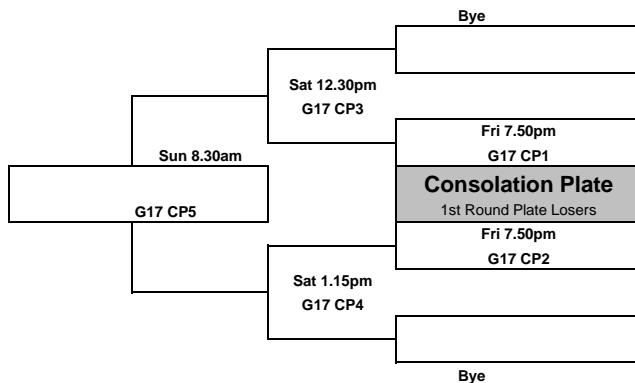 Bye
Sat 12.30pm
G17 CP3
Fri 7.50pm
G17 CP1
Sun 8.30am
Consolation Plate
1st Round Plate Losers
G17 CP5
Fri 7.50pm
G17 CP2
Sat 1.15pm
G17 CP4
Bye